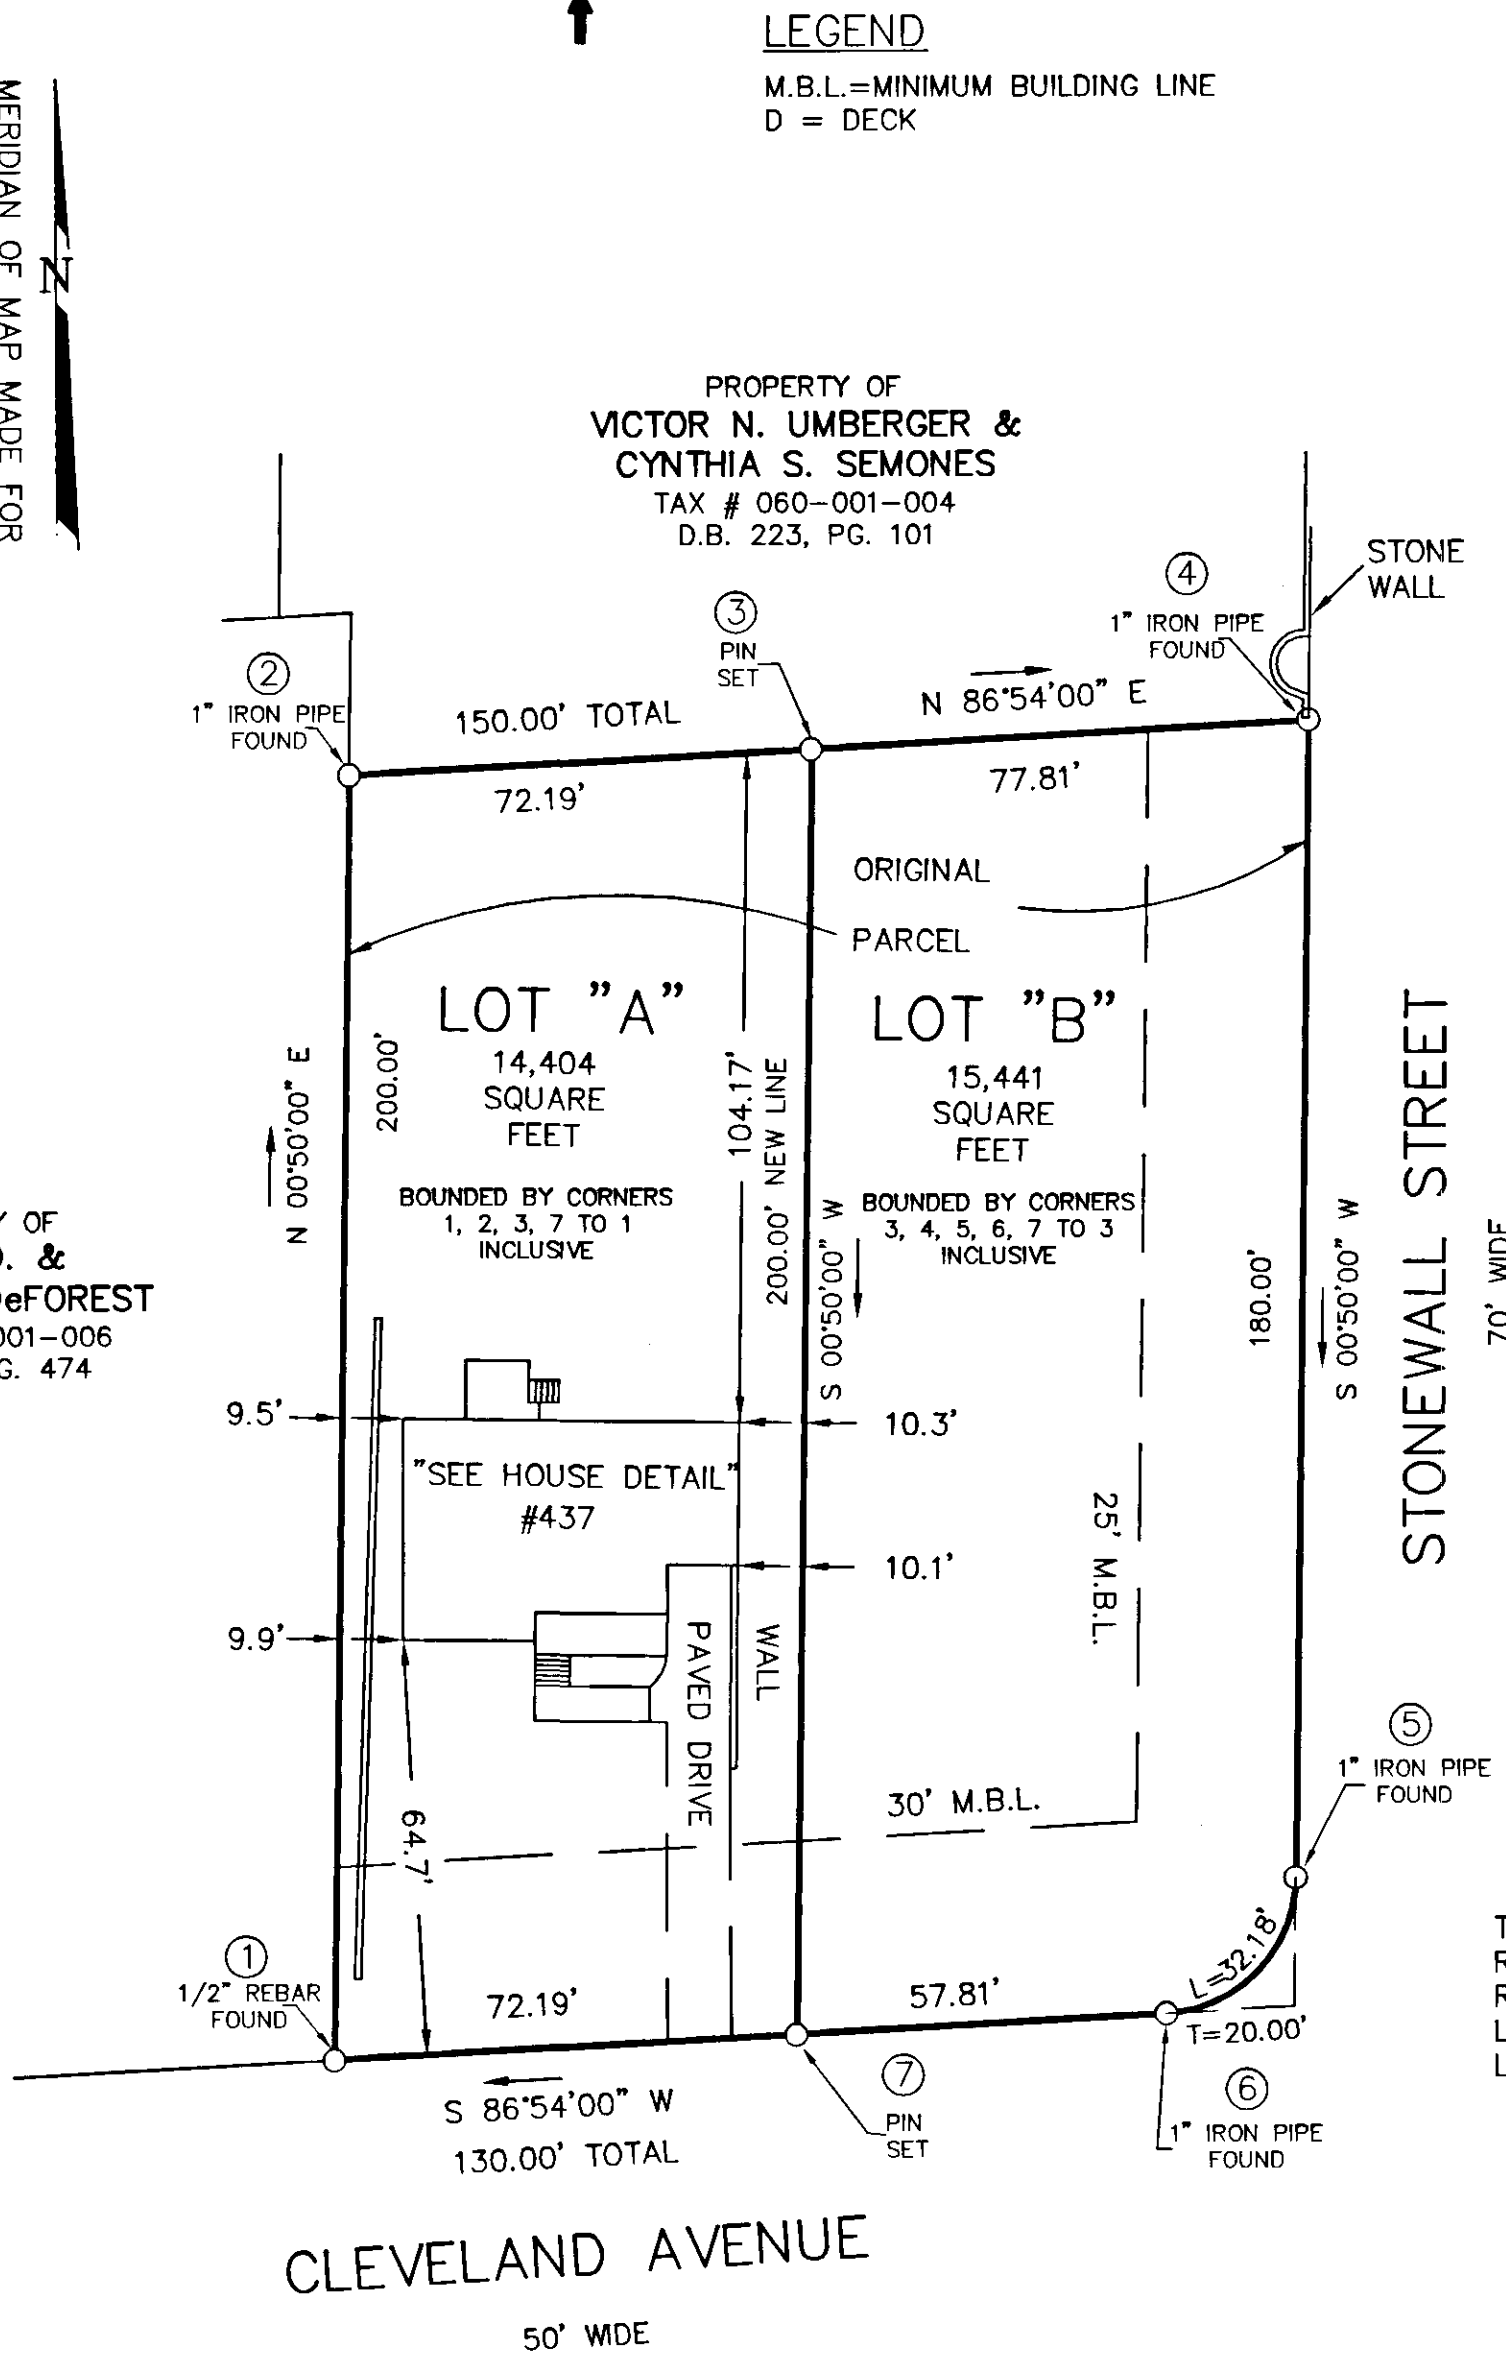 LEGEND
M.B.L.=MINIMUM BUILDING LINE
D = DECK
MERIDIAN OF MAP MADE FOR
N
PROPERTY OF
VICTOR N. UMBERGER &
CYNTHIA S. SEMONES
TAX # 060-001-004
D.B. 223, PG. 101
STONE
WALL
4
1" IRON PIPE
FOUND
3
PIN
SET
2
1" IRON PIPE
FOUND
150.00' TOTAL
N 86°54'00" E
72.19'
77.81'
ORIGINAL
PARCEL
LOT "A"
14,404
SQUARE
FEET
BOUNDED BY CORNERS
1, 2, 3, 7 TO 1
INCLUSIVE
LOT "B"
15,441
SQUARE
FEET
BOUNDED BY CORNERS
3, 4, 5, 6, 7 TO 3
INCLUSIVE
N 00°50'00" E
200.00'
104.17'
200.00' NEW LINE
S 00°50'00" W
180.00'
S 00°50'00" W
STONEWALL STREET
70' WIDE
OF
&
eFOREST
001-006
G. 474
9.5'
10.3'
"SEE HOUSE DETAIL"
#437
10.1'
9.9'
WALL
PAVED DRIVE
25' M.B.L.
30' M.B.L.
64.7'
5
1" IRON PIPE
FOUND
1
1/2" REBAR
FOUND
72.19'
57.81'
L=32.18'
T=20.00'
T
R
R
L
L
S 86°54'00" W
130.00' TOTAL
7
PIN
SET
6
1" IRON PIPE
FOUND
CLEVELAND AVENUE
50' WIDE